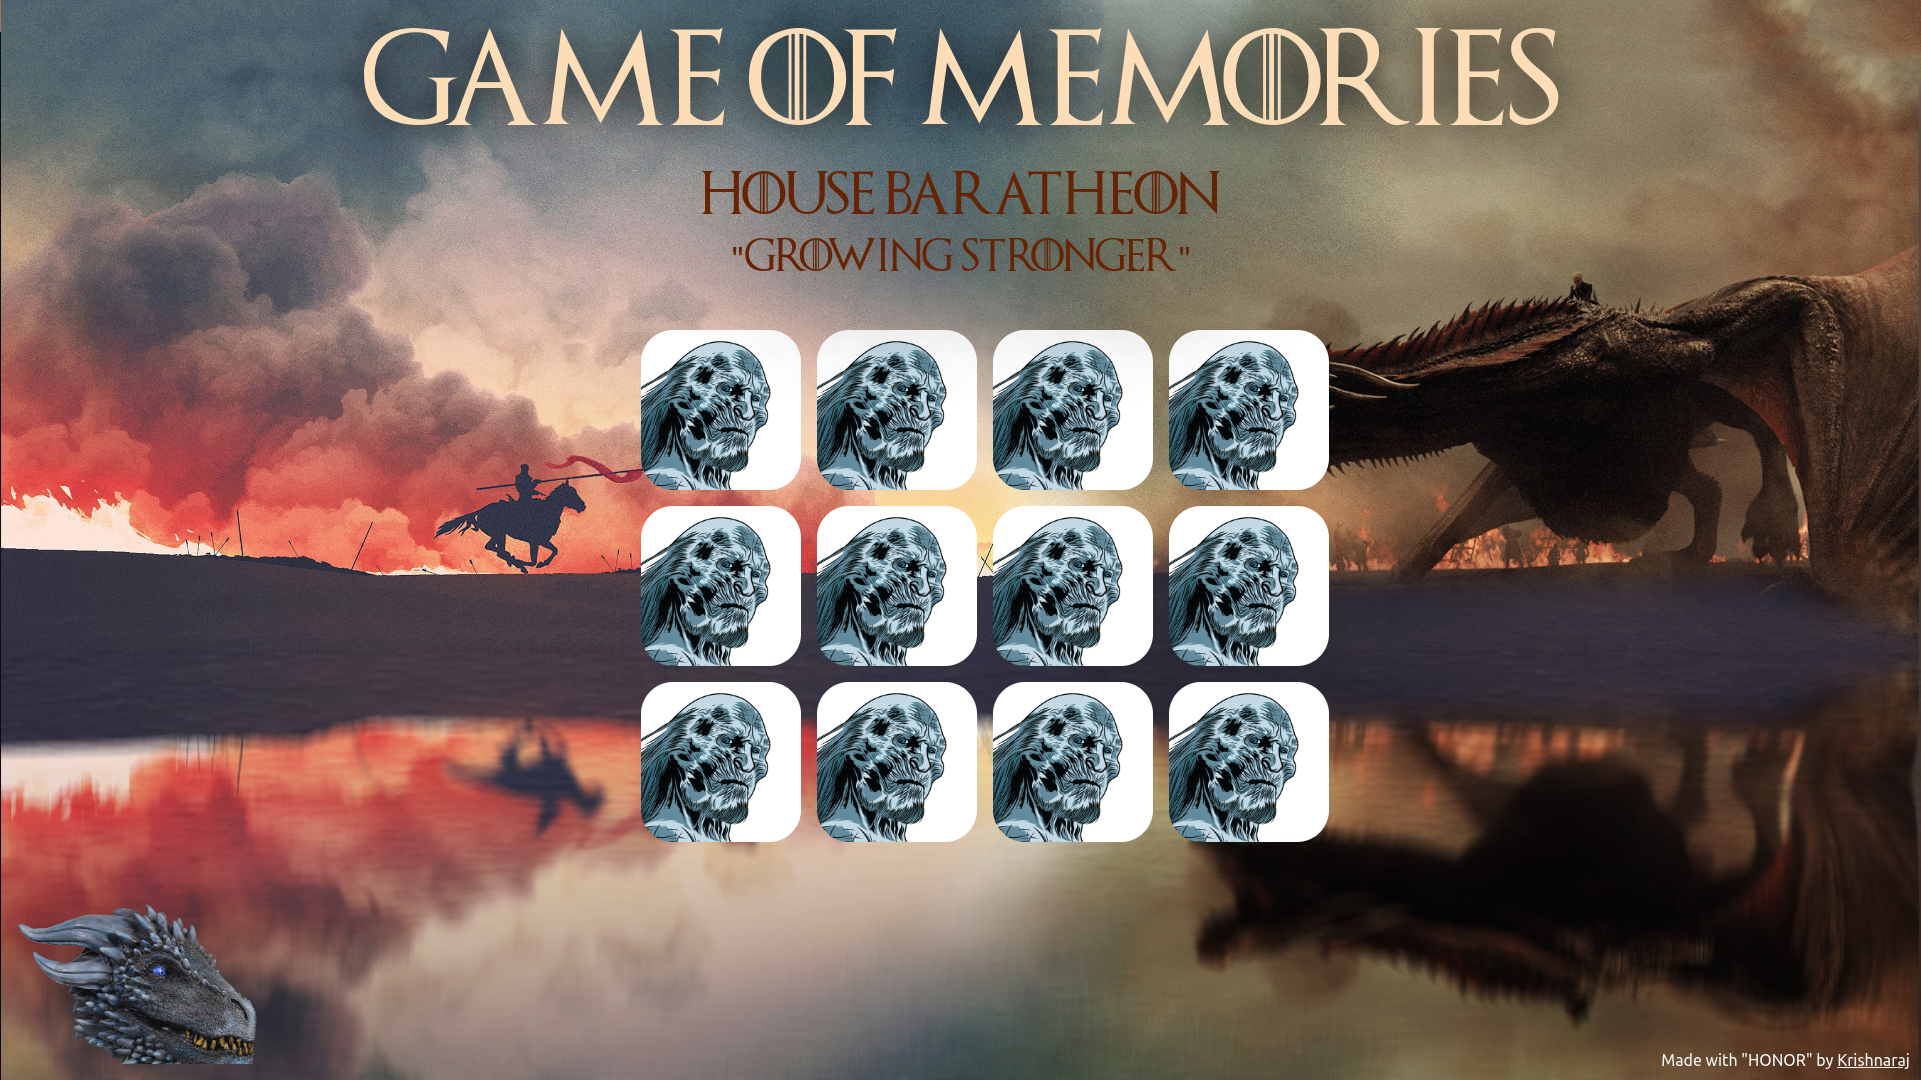 GAME OF MEMORIES
HOUSE BARATHEON
"GROWING STRONGER"
Made with "HONOR" by Krishnaraj